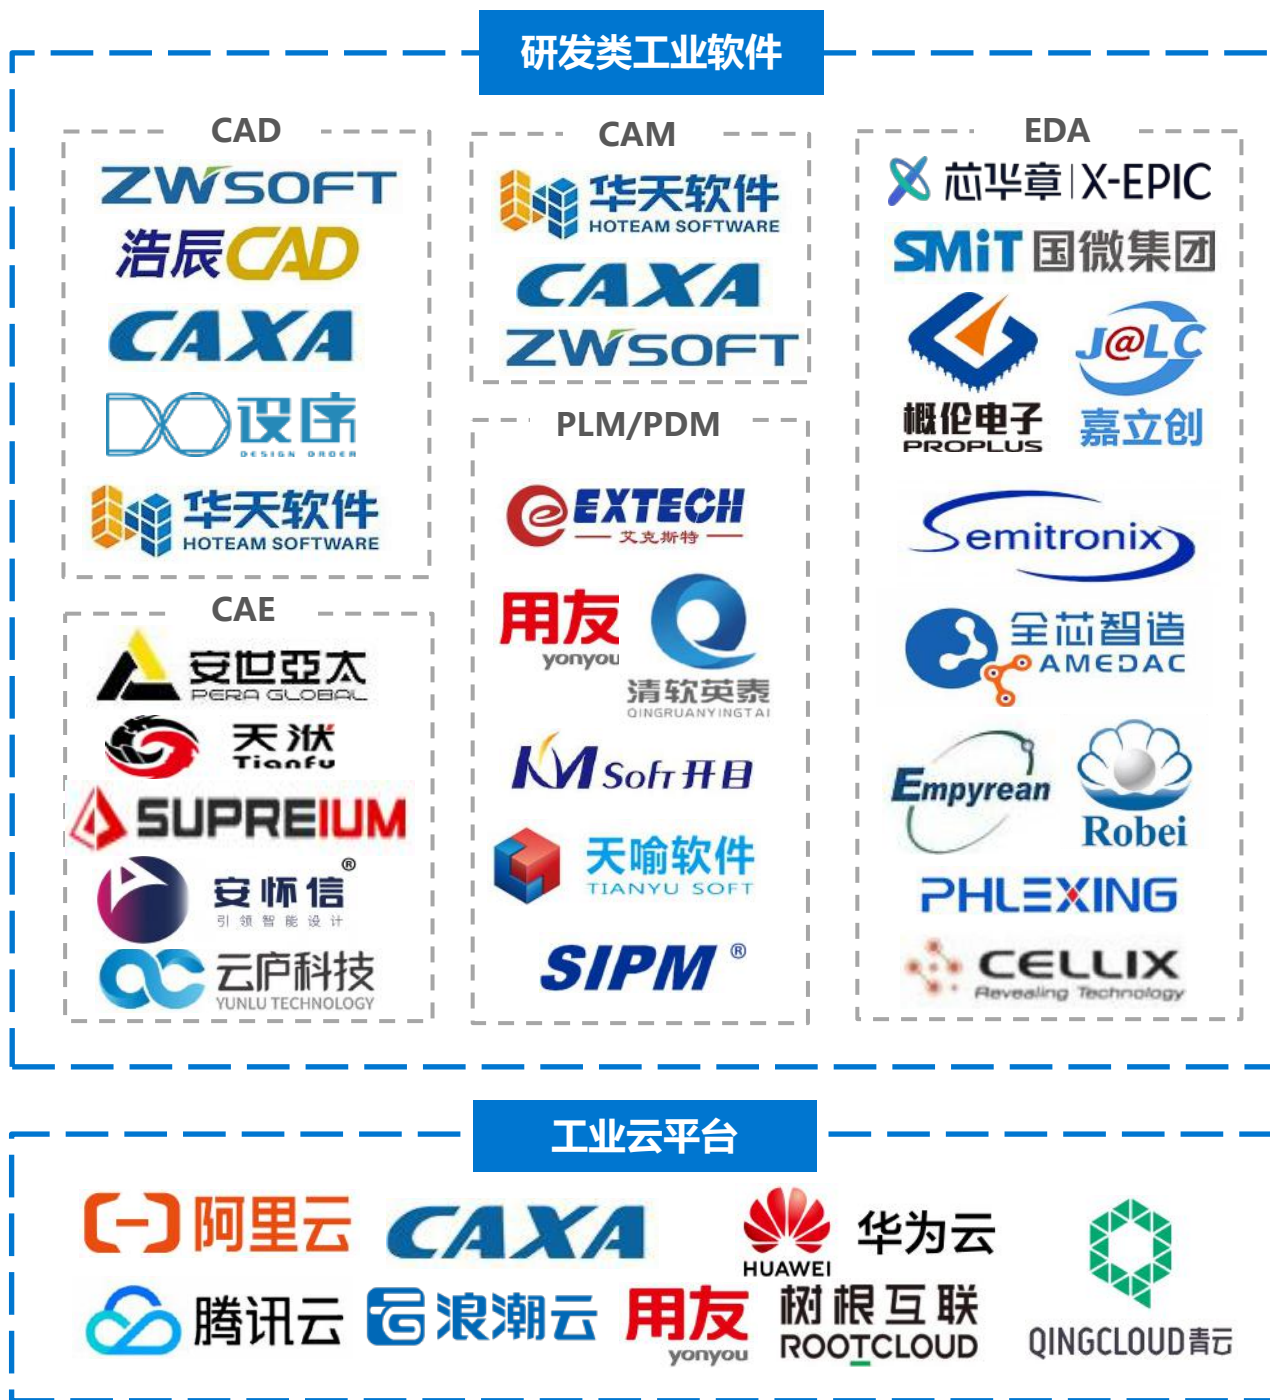 研发类工业软件
CAD
ZWSOFT
浩辰CAD
CAXA
设序
DESIGN ORDER
华天软件
HOTEAM SOFTWARE
CAE
安世亞太
PERA GLOBAL
天洑
Tianfu
SUPREIUM
安怀信®
引领智能设计
云庐科技
YUNLU TECHNOLOGY
CAM
华天软件
HOTEAM SOFTWARE
CAXA
ZWSOFT
PLM/PDM
e EXTECH
艾克斯特
用友
yonyou
清软英泰
QINGRUANYINGTAI
KMSoft开目
天喻软件
TIANYU SOFT
SIPM®
EDA
芯华章|X-EPIC
SMiT国微集团
概伦电子
PROPLUS
J@LC
嘉立创
Semitronix
全芯智造
AMEDAC
Empyrean
Robei
PHLEXING
CELLIX
Revealing Technology
工业云平台
阿里云
CAXA
HUAWEI
华为云
QINGCLOUD青云
腾讯云
浪潮云
用友
yonyou
树根互联
ROOTCLOUD